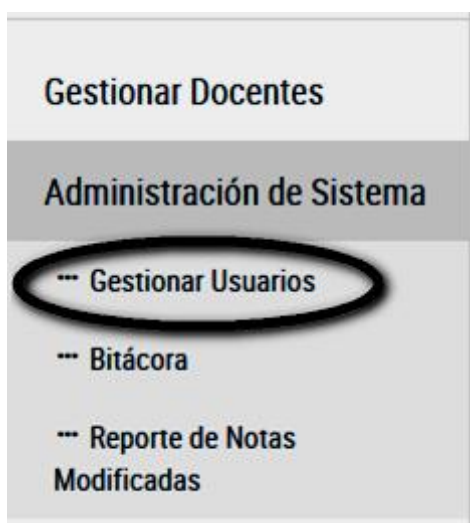 Gestionar Docentes
Administración de Sistema
--- Gestionar Usuarios
--- Bitácora
--- Reporte de Notas
Modificadas